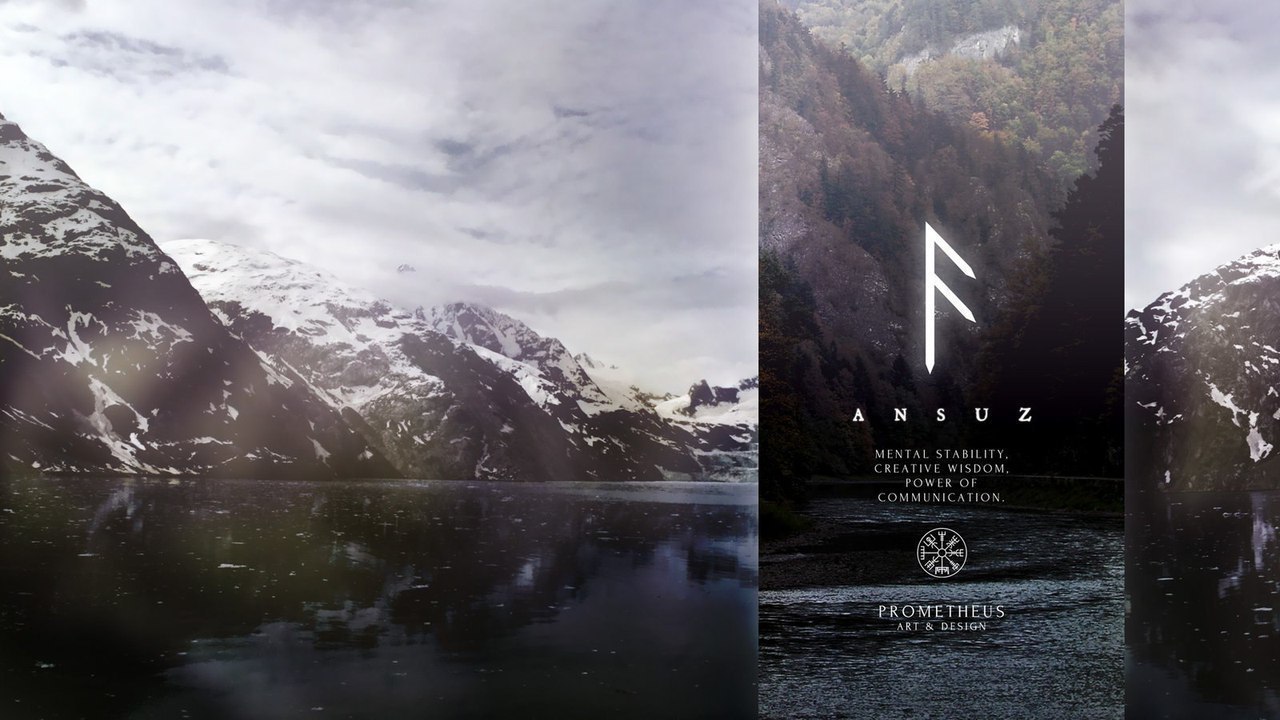 ᚨ
ANSUZ
MENTAL STABILITY,
CREATIVE WISDOM,
POWER OF
COMMUNICATION.
PROMETHEUS
ART & DESIGN